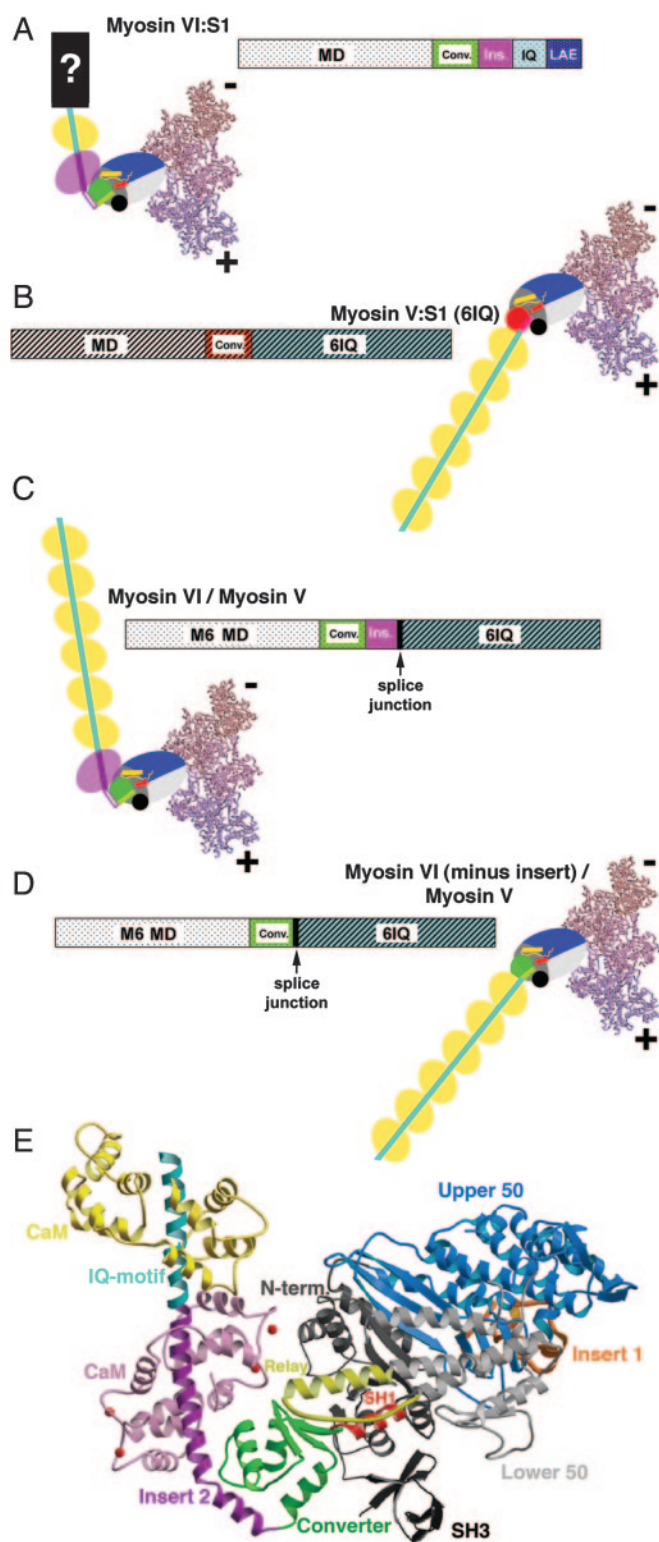 A
Myosin VI:S1
MD Conv. Ins. IQ LAE
?
-
+
B
Myosin V:S1 (6IQ)
MD Conv. 6IQ
-
+
C
Myosin VI / Myosin V
M6 MD Conv. Ins. 6IQ
splice
junction
-
+
D
Myosin VI (minus insert) /
Myosin V
M6 MD Conv. 6IQ
splice
junction
-
+
E
Upper 50
CaM
IQ-motif
N-term.
Insert 1
CaM
Relay
SH1
Lower 50
Insert 2
Converter
SH3